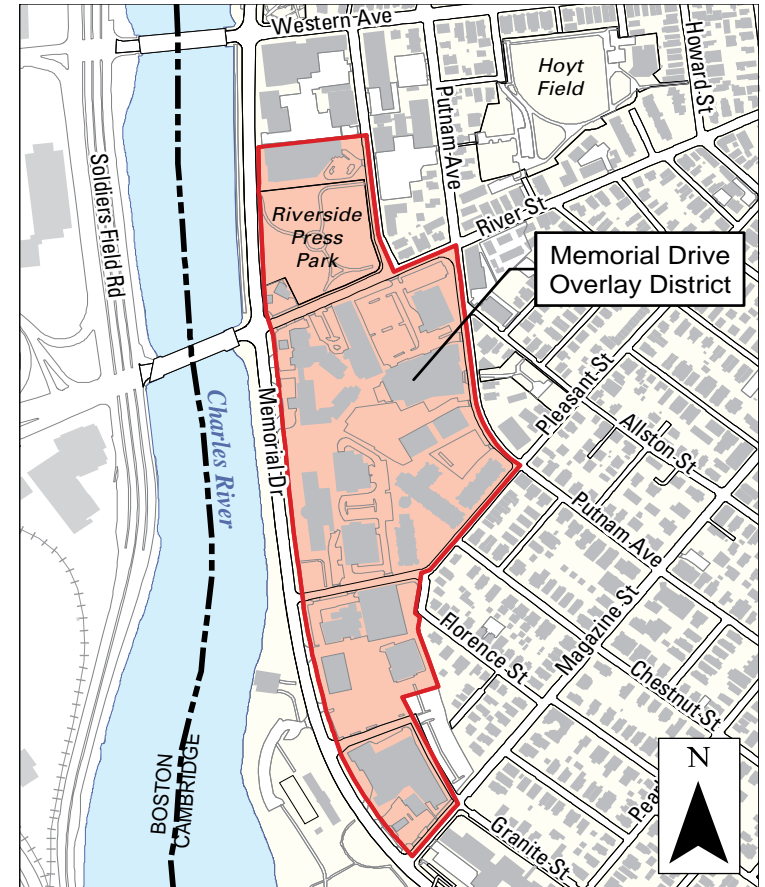 Western Ave
Howard St
Hoyt
Field
Putnam Ave
Soldiers Field Rd
River St
Riverside
Press
Park
Memorial Drive
Overlay District
Pleasant St
Allston St
Charles River
Memorial Dr
Putnam Ave
Magazine St
Florence St
Chestnut St
BOSTON
CAMBRIDGE
N
Pearl
Granite St